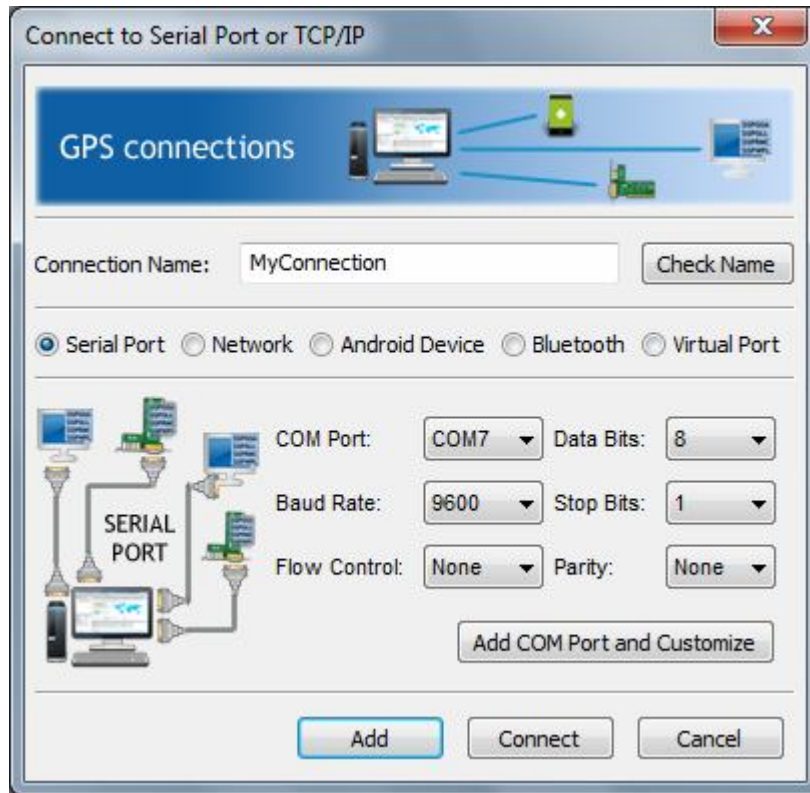 Connect to Serial Port or TCP/IP
GPS connections
Connection Name: MyConnection Check Name
Serial Port Network Android Device Bluetooth Virtual Port
COM Port: COM7 Data Bits: 8
Baud Rate: 9600 Stop Bits: 1
SERIAL
PORT
Flow Control: None Parity: None
Add COM Port and Customize
Add Connect Cancel